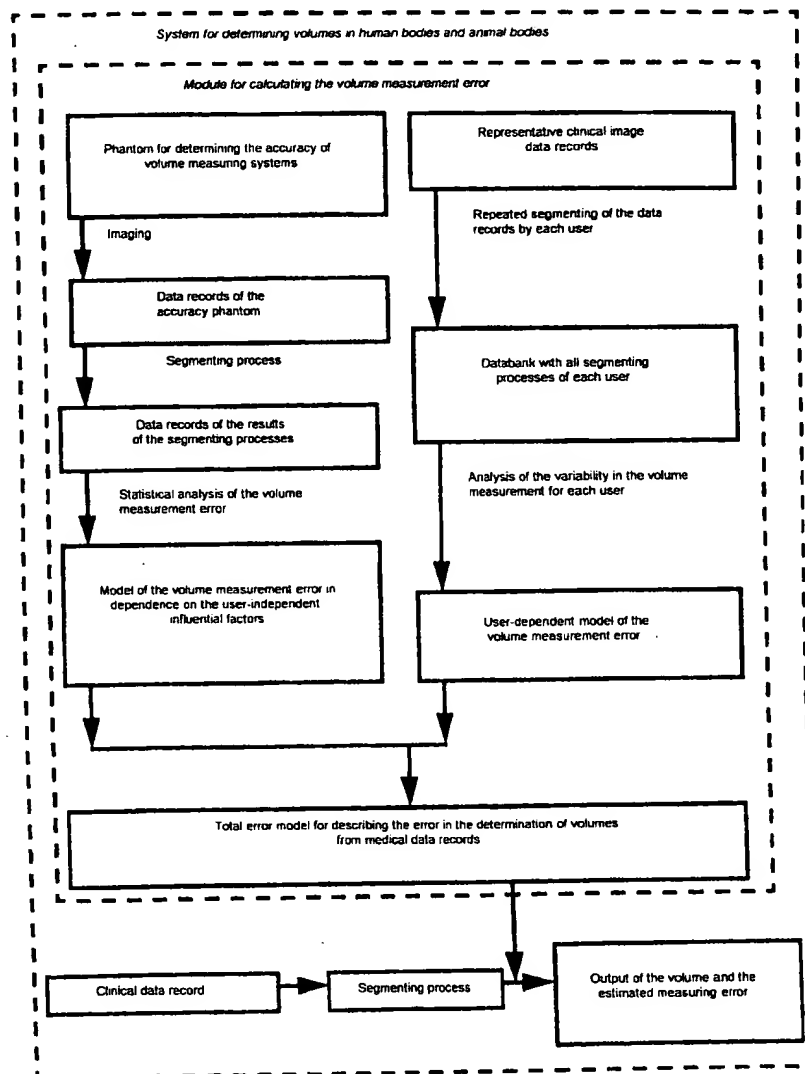 System for determining volumes in human bodies and animal bodies
Module for calculating the volume measurement error
Phantom for determining the accuracy of
volume measuring systems
Imaging
Data records of the
accuracy phantom
Segmenting process
Data records of the results
of the segmenting processes
Statistical analysis of the volume
measurement error
Model of the volume measurement error in
dependence on the user-independent
influential factors
Representative clinical image
data records
Repeated segmenting of the data
records by each user
Databank with all segmenting
processes of each user
Analysis of the variability in the volume
measurement for each user
User-dependent model of the
volume measurement error
Total error model for describing the error in the determination of volumes
from medical data records
Clinical data record
Segmenting process
Output of the volume and the
estimated measuring error